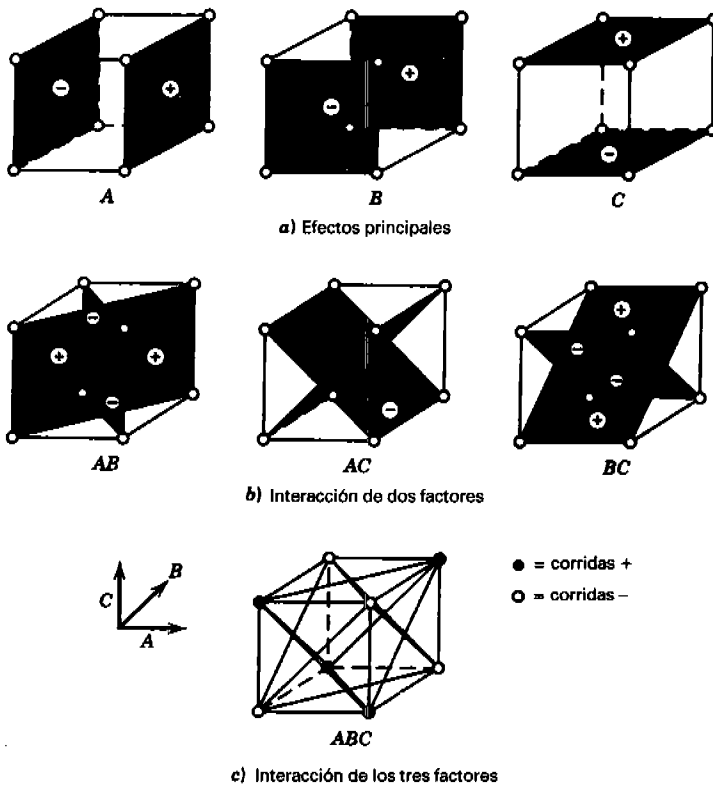 − + − + + −
A B C
a) Efectos principales
− + + − − + − − +
AB AC BC
b) Interacción de dos factores
C B A
● = corridas +
○ = corridas −
ABC
c) Interacción de los tres factores